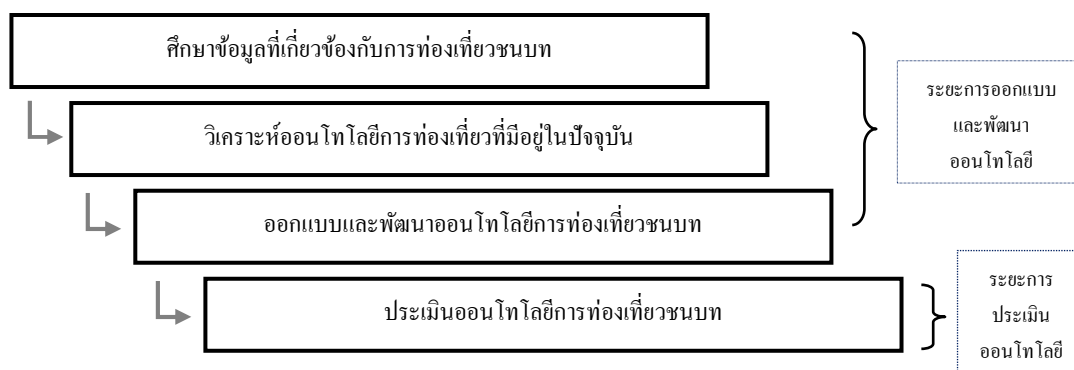 ศึกษาข้อมูลที่เกี่ยวข้องกับการท่องเที่ยวชนบท
วิเคราะห์ออนโทโลยีการท่องเที่ยวที่มีอยู่ในปัจจุบัน
ออกแบบและพัฒนาออนโทโลยีการท่องเที่ยวชนบท
ประเมินออนโทโลยีการท่องเที่ยวชนบท
ระยะการออกแบบ
และพัฒนา
ออนโทโลยี
ระยะการ
ประเมิน
ออนโทโลยี